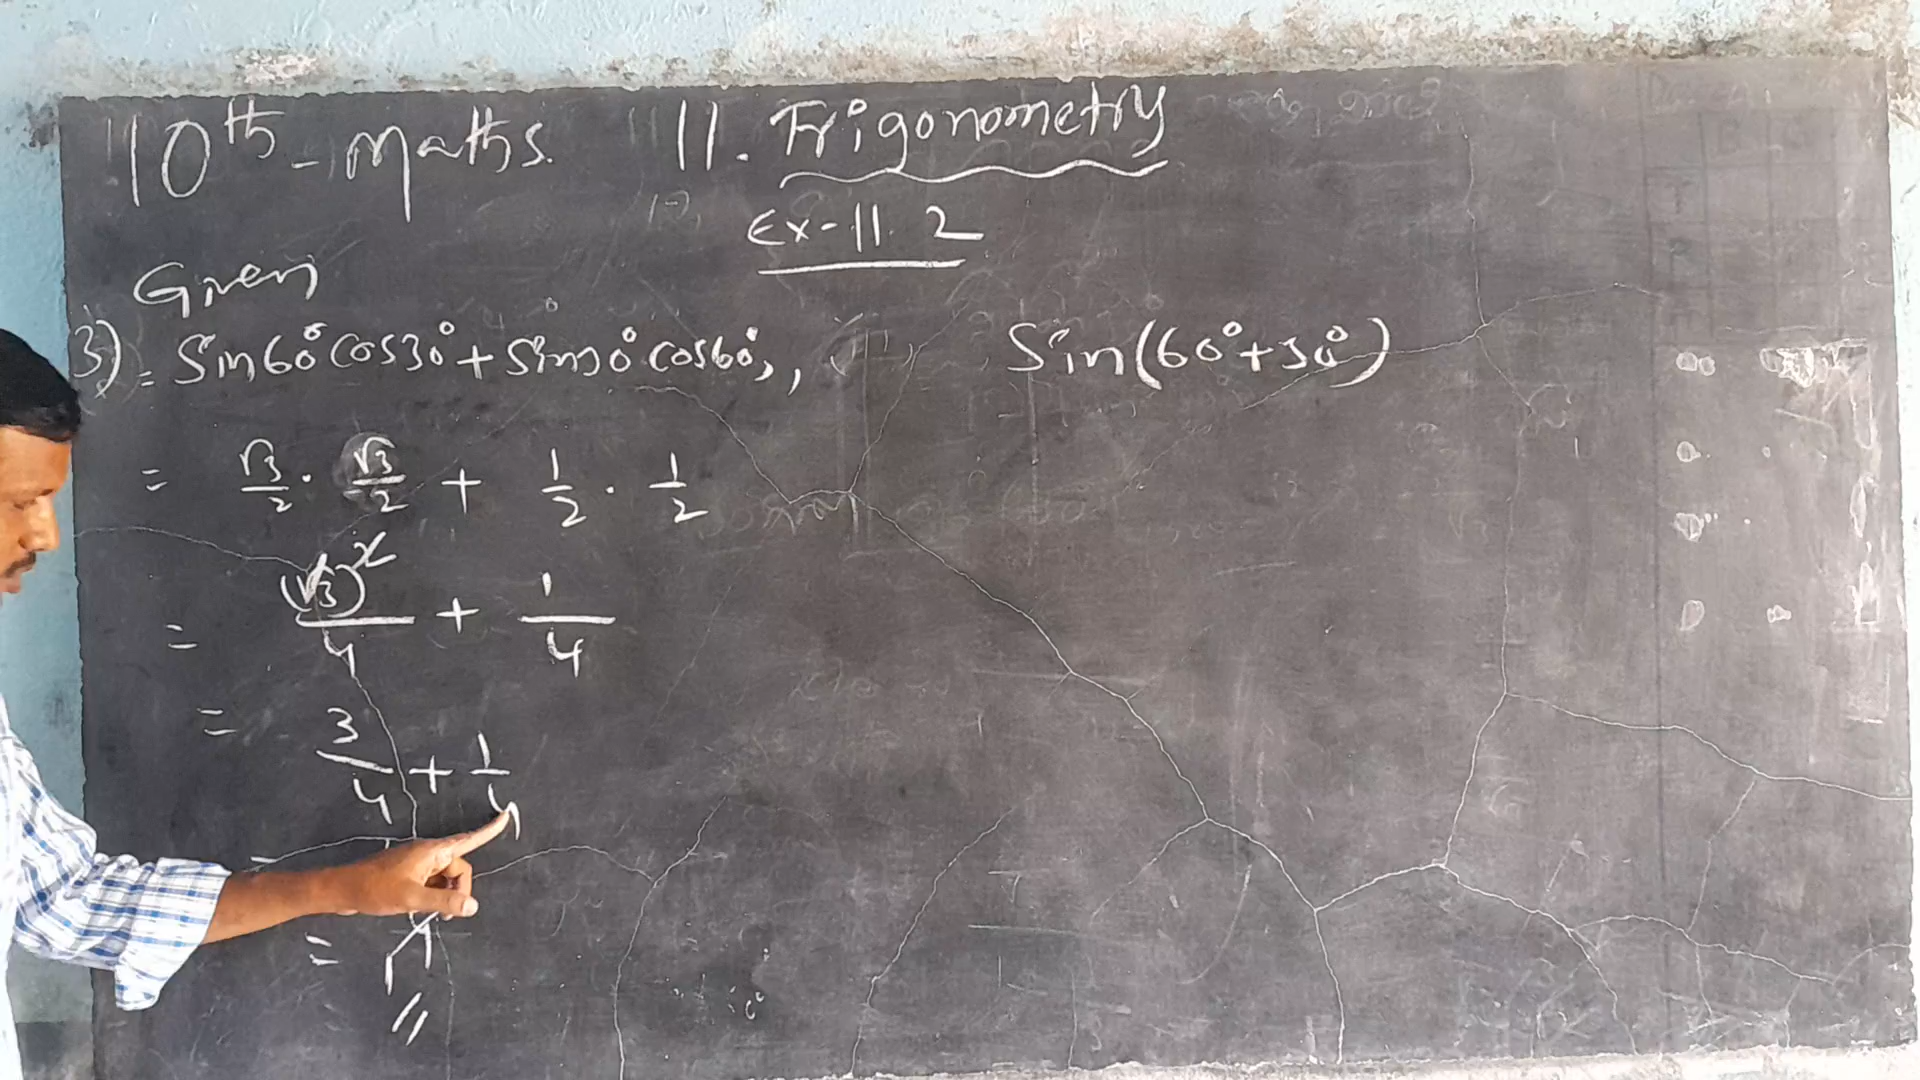 10th - Maths. 11. Trigonometry
Ex-11.2
Given
3) = Sin60° Cos30° + Sin30° Cos60°,, Sin(60°+30°)
= √3/2 . √3/2 + 1/2 . 1/2
= (√3)²/4 + 1/4
= 3/4 + 1/4
=
= 1 //